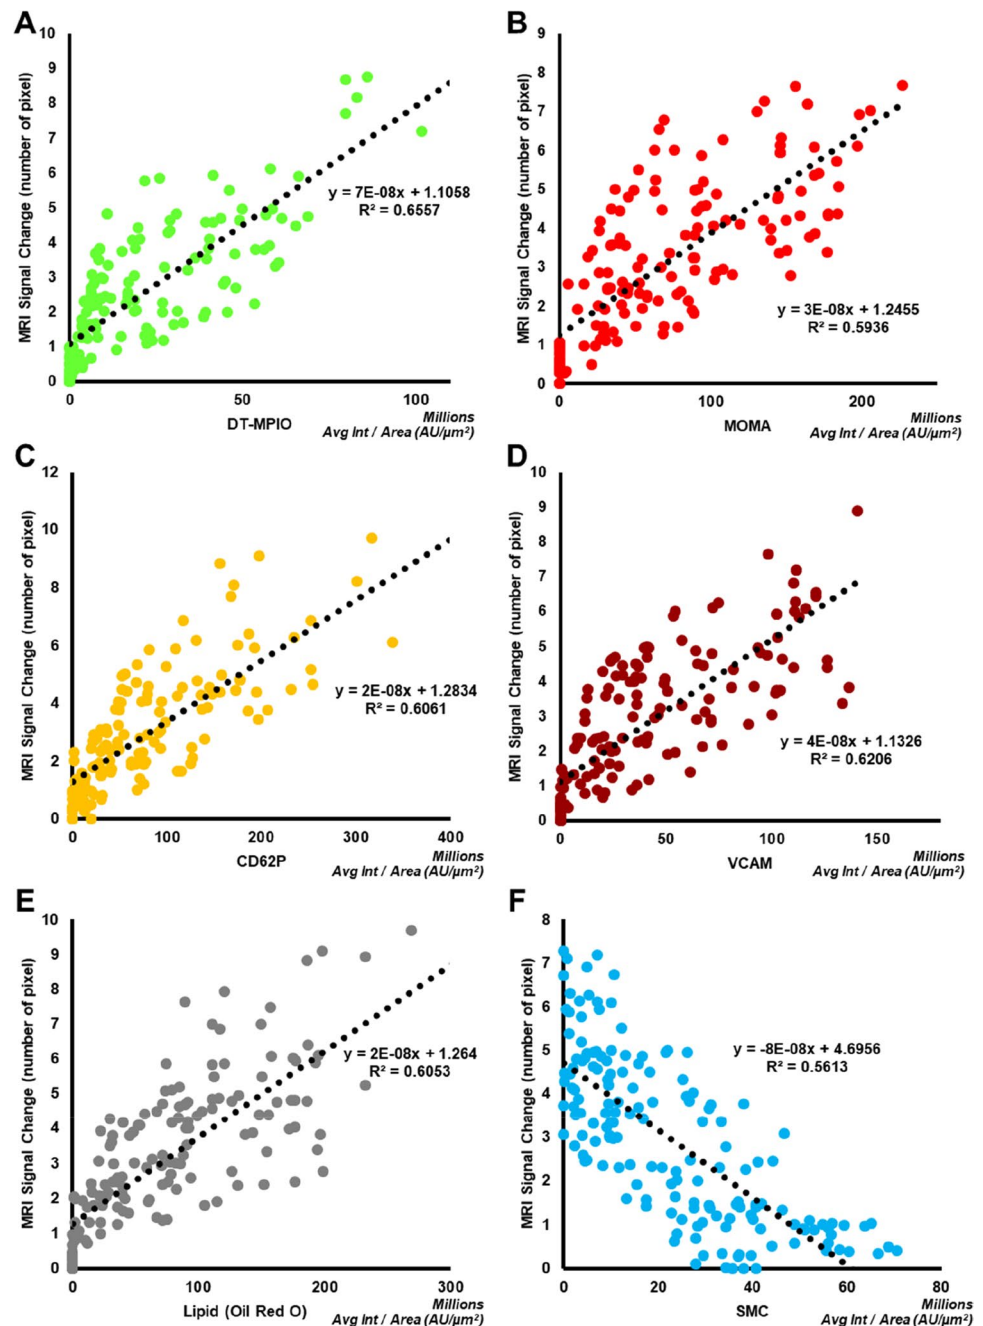 A
MRI Signal Change (number of pixel)
10
9
8
7
6
5
4
3
2
1
0
y = 7E-08x + 1.1058
R² = 0.6557
0 50 100
Millions
DT-MPIO
Avg Int / Area (AU/µm²)
B
MRI Signal Change (number of pixel)
9
8
7
6
5
4
3
2
1
0
y = 3E-08x + 1.2455
R² = 0.5936
0 100 200
Millions
MOMA
Avg Int / Area (AU/µm²)
C
MRI Signal Change (number of pixel)
12
10
8
6
4
2
0
y = 2E-08x + 1.2834
R² = 0.6061
0 100 200 300 400
Millions
CD62P
Avg Int / Area (AU/µm²)
D
MRI Signal Change (number of pixel)
10
9
8
7
6
5
4
3
2
1
0
y = 4E-08x + 1.1326
R² = 0.6206
0 50 100 150
Millions
VCAM
Avg Int / Area (AU/µm²)
E
MRI Signal Change (number of pixel)
10
9
8
7
6
5
4
3
2
1
0
y = 2E-08x + 1.264
R² = 0.6053
0 100 200 300
Millions
Lipid (Oil Red O)
Avg Int / Area (AU/µm²)
F
MRI Signal Change (number of pixel)
8
7
6
5
4
3
2
1
0
y = -8E-08x + 4.6956
R² = 0.5613
0 20 40 60 80
Millions
SMC
Avg Int / Area (AU/µm²)